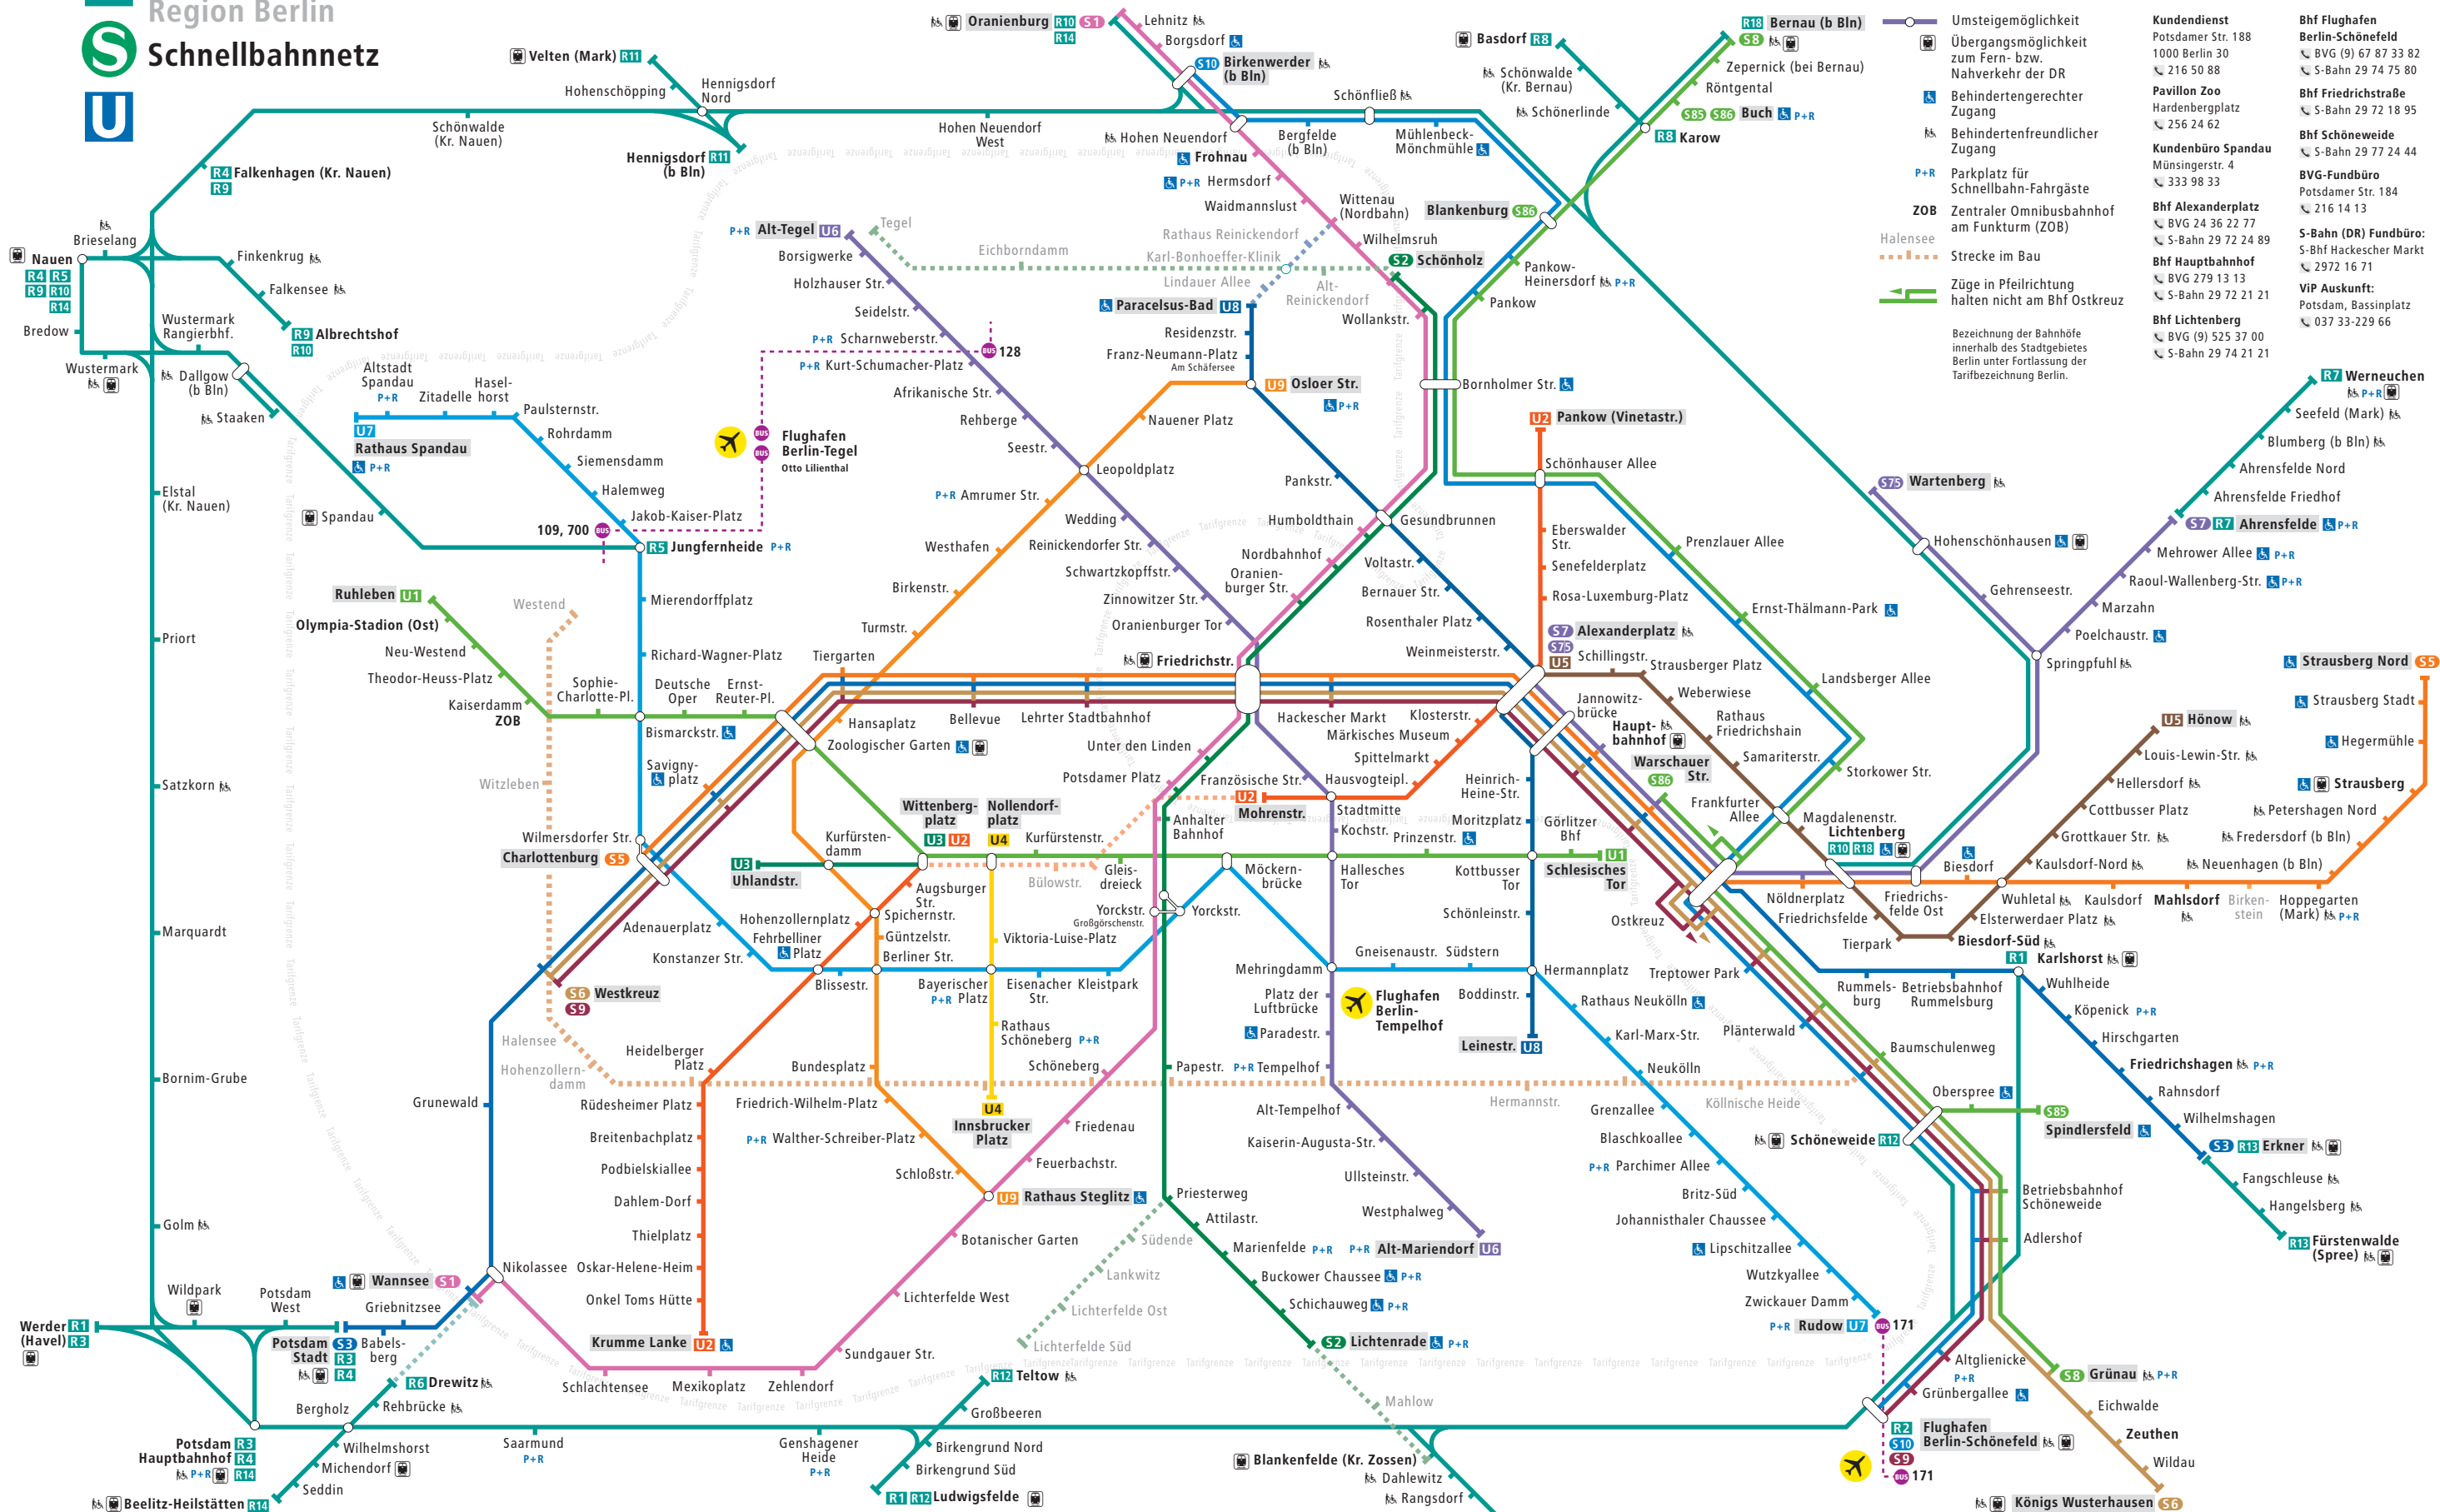 Region Berlin
S
Schnellbahnnetz
U
Oranienburg R10 S1
R14
Lehnitz
Borgsdorf
S10 Birkenwerder
(b Bln)
Velten (Mark) R11
Hohenschöpping
Hennigsdorf
Nord
Schönwalde
(Kr. Nauen)
Hennigsdorf R11
(b Bln)
Hohen Neuendorf
West
Hohen Neuendorf
Schönfließ
Bergfelde
(b Bln)
Mühlenbeck-
Mönchmühle
Basdorf R8
Schönwalde
(Kr. Bernau)
Schönerlinde
R8 Karow
R18 Bernau (b Bln)
S8
Zepernick (bei Bernau)
Röntgental
S85 S86 Buch P+R
Blankenburg S86
Pankow-
Heinersdorf P+R
Pankow
Frohnau
P+R Hermsdorf
Waidmannslust
Wittenau
(Nordbahn)
Wilhelmsruh
S2 Schönholz
Wollankstr.
Bornholmer Str.
Rathaus Reinickendorf
Karl-Bonhoeffer-Klinik
Lindauer Allee
Alt-
Reinickendorf
Eichborndamm
Tegel
P+R Alt-Tegel U6
Borsigwerke
Holzhauser Str.
Seidelstr.
P+R Scharnweberstr.
P+R Kurt-Schumacher-Platz
Afrikanische Str.
Rehberge
Seestr.
Leopoldplatz
BUS 128
Paracelsus-Bad U8
Residenzstr.
Franz-Neumann-Platz
Am Schäfersee
U9 Osloer Str.
P+R
Nauener Platz
Pankstr.
Gesundbrunnen
Humboldthain
Nordbahnhof
Oranien-
burger Str.
Voltastr.
Bernauer Str.
Rosenthaler Platz
Weinmeisterstr.
P+R Amrumer Str.
Westhafen
Birkenstr.
Turmstr.
Wedding
Reinickendorfer Str.
Schwartzkopffstr.
Zinnowitzer Str.
Oranienburger Tor
Friedrichstr.
BUS
BUS
Flughafen
Berlin-Tegel
Otto Lilienthal
109, 700 BUS
R4 Falkenhagen (Kr. Nauen)
R9
Brieselang
Nauen
R4 R5
R9 R10
R14
Bredow
Wustermark
Finkenkrug
Falkensee
R9 Albrechtshof
R10
Wustermark
Rangierbhf.
Dallgow
(b Bln)
Staaken
Spandau
Altstadt
Spandau
P+R
Zitadelle
Hasel-
horst
U7
Rathaus Spandau
P+R
Paulsternstr.
Rohrdamm
Siemensdamm
Halemweg
Jakob-Kaiser-Platz
R5 Jungfernheide P+R
Mierendorffplatz
Richard-Wagner-Platz
Elstal
(Kr. Nauen)
Priort
Satzkorn
Marquardt
Bornim-Grube
Golm
Ruhleben U1
Olympia-Stadion (Ost)
Neu-Westend
Theodor-Heuss-Platz
Kaiserdamm
ZOB
Westend
Witzleben
Sophie-
Charlotte-Pl.
Deutsche
Oper
Ernst-
Reuter-Pl.
Bismarckstr.
Tiergarten
Hansaplatz
Zoologischer Garten
Bellevue
Lehrter Stadtbahnhof
Hackescher Markt
Savigny-
platz
Wilmersdorfer Str.
Charlottenburg S5
S6 Westkreuz
S9
Halensee
Hohenzollern-
damm
Grunewald
Nikolassee
Wannsee S1
Griebnitzsee
Babels-
berg
Potsdam S3
Stadt R3
R4
Potsdam
West
Wildpark
Werder R1
(Havel) R3
Potsdam R3
Hauptbahnhof R4
P+R R14
Bergholz
R6 Drewitz
Rehbrücke
Wilhelmshorst
Michendorf
Seddin
Beelitz-Heilstätten R14
Saarmund
P+R
Genshagener
Heide
P+R
R12 Teltow
Großbeeren
Birkengrund Nord
Birkengrund Süd
R1 R12 Ludwigsfelde
Schlachtensee
Mexikoplatz
Zehlendorf
Sundgauer Str.
Lichterfelde West
Botanischer Garten
U9 Rathaus Steglitz
Feuerbachstr.
Friedenau
Schöneberg
U3
Uhlandstr.
Kurfürsten-
damm
Wittenberg-
platz
U3 U2
Nollendorf-
platz
U4
Kurfürstenstr.
Bülowstr.
Gleis-
dreieck
Möckern-
brücke
Hallesches
Tor
Prinzenstr.
Kottbusser
Tor
Görlitzer
Bhf
U1
Schlesisches
Tor
Augsburger
Str.
Spichernstr.
Hohenzollernplatz
Fehrbelliner
Platz
Güntzelstr.
Berliner Str.
Adenauerplatz
Konstanzer Str.
Blissestr.
Bayerischer
P+R Platz
Eisenacher
Str.
Kleistpark
Viktoria-Luise-Platz
Rathaus
Schöneberg P+R
U4
Innsbrucker
Platz
Yorckstr.
Großgörschenstr.
Yorckstr.
Heidelberger
Platz
Rüdesheimer Platz
Breitenbachplatz
Podbielskiallee
Dahlem-Dorf
Thielplatz
Oskar-Helene-Heim
Onkel Toms Hütte
Krumme Lanke U2
Bundesplatz
Friedrich-Wilhelm-Platz
P+R Walther-Schreiber-Platz
Schloßstr.
Unter den Linden
Potsdamer Platz
Anhalter
Bahnhof
Französische Str.
U2
Mohrenstr.
Stadtmitte
Kochstr.
Hausvogteipl.
Spittelmarkt
Märkisches Museum
Klosterstr.
Mehringdamm
Platz der
Luftbrücke
Paradestr.
P+R Tempelhof
Alt-Tempelhof
Kaiserin-Augusta-Str.
Ullsteinstr.
Westphalweg
P+R Alt-Mariendorf U6
Flughafen
Berlin-
Tempelhof
Gneisenaustr.
Südstern
Hermannplatz
Boddinstr.
Leinestr. U8
Schönleinstr.
Moritzplatz
Heinrich-
Heine-Str.
Papestr.
Priesterweg
Attilastr.
Marienfelde P+R
Buckower Chaussee P+R
Schichauweg P+R
S2 Lichtenrade P+R
Mahlow
Blankenfelde (Kr. Zossen)
Dahlewitz
Rangsdorf
Südende
Lankwitz
Lichterfelde Ost
Lichterfelde Süd
Rathaus Neukölln
Karl-Marx-Str.
Neukölln
Hermannstr.
Köllnische Heide
Grenzallee
Blaschkoallee
P+R Parchimer Allee
Britz-Süd
Johannisthaler Chaussee
Lipschitzallee
Wutzkyallee
Zwickauer Damm
P+R Rudow U7 BUS 171
U2 Pankow (Vinetastr.)
Schönhauser Allee
Eberswalder
Str.
Senefelderplatz
Rosa-Luxemburg-Platz
S7 Alexanderplatz
S75
U5
Schillingstr.
Strausberger Platz
Weberwiese
Rathaus
Friedrichshain
Samariterstr.
Frankfurter
Allee
Magdalenenstr.
Jannowitz-
brücke
Haupt-
bahnhof
Warschauer
Str.
S86
Prenzlauer Allee
Ernst-Thälmann-Park
Landsberger Allee
Storkower Str.
Ostkreuz
Treptower Park
Plänterwald
Baumschulenweg
Oberspree
S85
Spindlersfeld
Schöneweide R12
Betriebsbahnhof
Schöneweide
Adlershof
Altglienicke
P+R
Grünbergallee
R2 Flughafen
S10 Berlin-Schönefeld
S9
BUS 171
S8 Grünau P+R
Eichwalde
Zeuthen
Wildau
Königs Wusterhausen S6
Lichtenberg
R10 R18
Nöldnerplatz
Friedrichsfelde
Tierpark
Friedrichs-
felde Ost
Biesdorf
Wuhletal
Elsterwerdaer Platz
Biesdorf-Süd
Kaulsdorf
Mahlsdorf
Birken-
stein
Hoppegarten
(Mark) P+R
Neuenhagen (b Bln)
Fredersdorf (b Bln)
Petershagen Nord
Strausberg
Hegermühle
Strausberg Stadt
Strausberg Nord S5
U5 Hönow
Louis-Lewin-Str.
Hellersdorf
Cottbusser Platz
Grottkauer Str.
Kaulsdorf-Nord
S75 Wartenberg
Hohenschönhausen
Gehrenseestr.
Springpfuhl
Poelchaustr.
Marzahn
Raoul-Wallenberg-Str. P+R
Mehrower Allee P+R
S7 R7 Ahrensfelde P+R
Ahrensfelde Friedhof
Ahrensfelde Nord
Blumberg (b Bln)
Seefeld (Mark)
R7 Werneuchen
P+R
R1 Karlshorst
Rummels-
burg
Betriebsbahnhof
Rummelsburg
Wuhlheide
Köpenick P+R
Hirschgarten
Friedrichshagen P+R
Rahnsdorf
Wilhelmshagen
S3 R13 Erkner
Fangschleuse
Hangelsberg
R13 Fürstenwalde
(Spree)
Tarifgrenze
Umsteigemöglichkeit
Übergangsmöglichkeit
zum Fern- bzw.
Nahverkehr der DR
Behindertengerechter
Zugang
Behindertenfreundlicher
Zugang
P+R Parkplatz für
Schnellbahn-Fahrgäste
ZOB Zentraler Omnibusbahnhof
am Funkturm (ZOB)
Halensee
Strecke im Bau
Züge in Pfeilrichtung
halten nicht am Bhf Ostkreuz
Bezeichnung der Bahnhöfe
innerhalb des Stadtgebietes
Berlin unter Fortlassung der
Tarifbezeichnung Berlin.
Kundendienst
Potsdamer Str. 188
1000 Berlin 30
216 50 88
Pavillon Zoo
Hardenbergplatz
256 24 62
Kundenbüro Spandau
Münsingerstr. 4
333 98 33
Bhf Alexanderplatz
BVG 24 36 22 77
S-Bahn 29 72 24 89
Bhf Hauptbahnhof
BVG 279 13 13
S-Bahn 29 72 21 21
Bhf Lichtenberg
BVG (9) 525 37 00
S-Bahn 29 74 21 21
Bhf Flughafen
Berlin-Schönefeld
BVG (9) 67 87 33 82
S-Bahn 29 74 75 80
Bhf Friedrichstraße
S-Bahn 29 72 18 95
Bhf Schöneweide
S-Bahn 29 77 24 44
BVG-Fundbüro
Potsdamer Str. 184
216 14 13
S-Bahn (DR) Fundbüro:
S-Bhf Hackescher Markt
2972 16 71
ViP Auskunft:
Potsdam, Bassinplatz
037 33-229 66